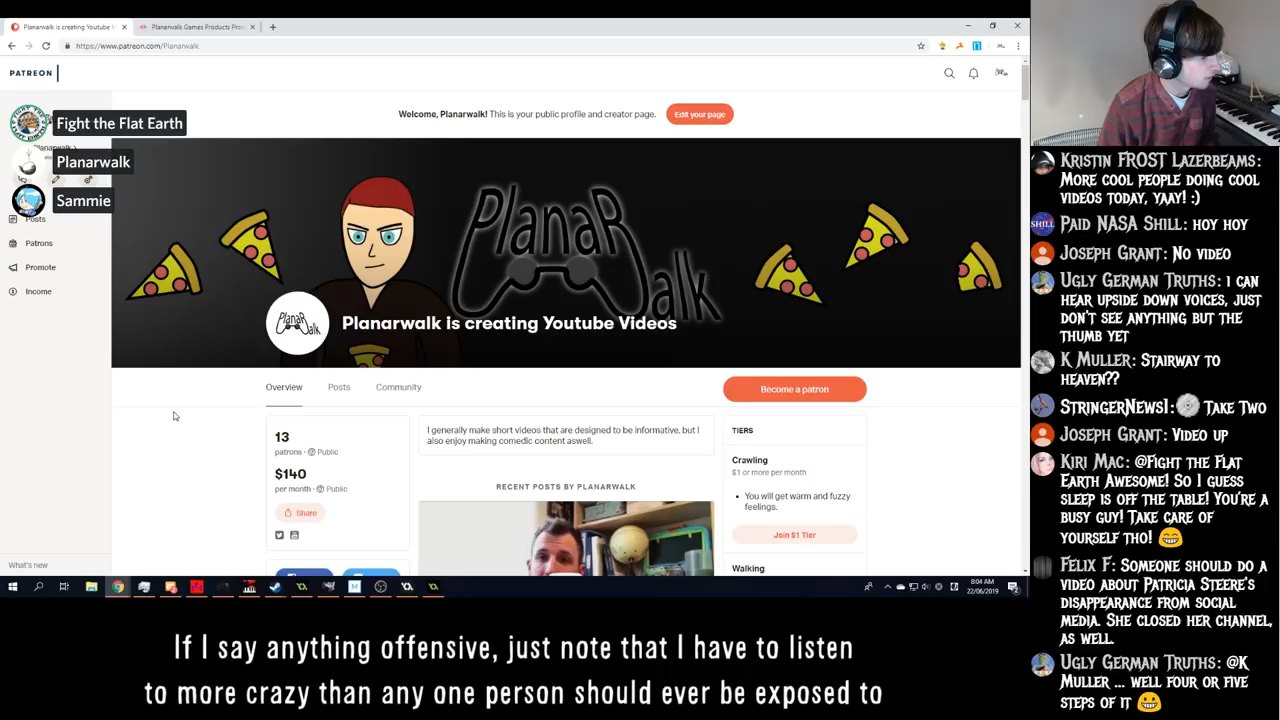 Planarwalk is creating Youtube V
Planarwalk Games Products Pro
https://www.patreon.com/Planarwalk
PATREON
Welcome, Planarwalk! This is your public profile and creator page.
Edit your page
Fight the Flat Earth
Planarwalk
Sammie
Posts
Patrons
Promote
Income
PlanaR
walk
PlanaR
walk
Planarwalk is creating Youtube Videos
Overview
Posts
Community
Become a patron
13
patrons · Public
$140
per month · Public
Share
I generally make short videos that are designed to be informative, but I
also enjoy making comedic content aswell.
RECENT POSTS BY PLANARWALK
TIERS
Crawling
$1 or more per month
You will get warm and fuzzy
feelings.
Join $1 Tier
Walking
What's new
8:04 AM
22/06/2019
If I say anything offensive, just note that I have to listen
to more crazy than any one person should ever be exposed to
Kristin FROST Lazerbeams:
More cool people doing cool
videos today, yaay! :)
SHILL
Paid NASA Shill: hoy hoy
Joseph Grant: No video
Ugly German Truths: i can
hear upside down voices, just
don't see anything but the
thumb yet
K Muller: Stairway to
heaven??
StringerNews1: Take Two
Joseph Grant: Video up
Kiri Mac: @Fight the Flat
Earth Awesome! So I guess
sleep is off the table! You're a
busy guy! Take care of
yourself tho!
Felix F: Someone should do a
video about Patricia Steere's
disappearance from social
media. She closed her channel,
as well.
Ugly German Truths: @K
Muller ... well four or five
steps of it